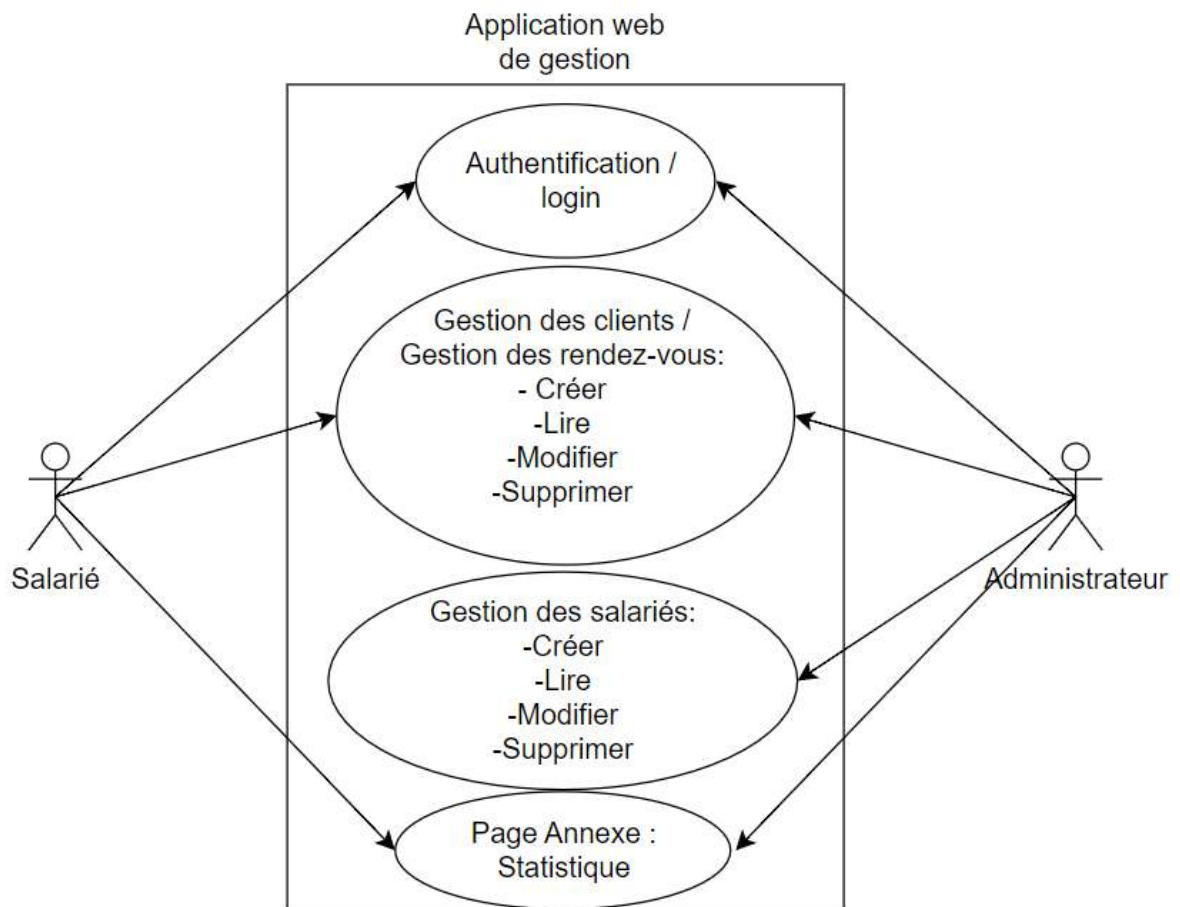 Application web
de gestion
Authentification /
login
Gestion des clients /
Gestion des rendez-vous:
- Créer
-Lire
-Modifier
-Supprimer
Salarié
Administrateur
Gestion des salariés:
-Créer
-Lire
-Modifier
-Supprimer
Page Annexe :
Statistique